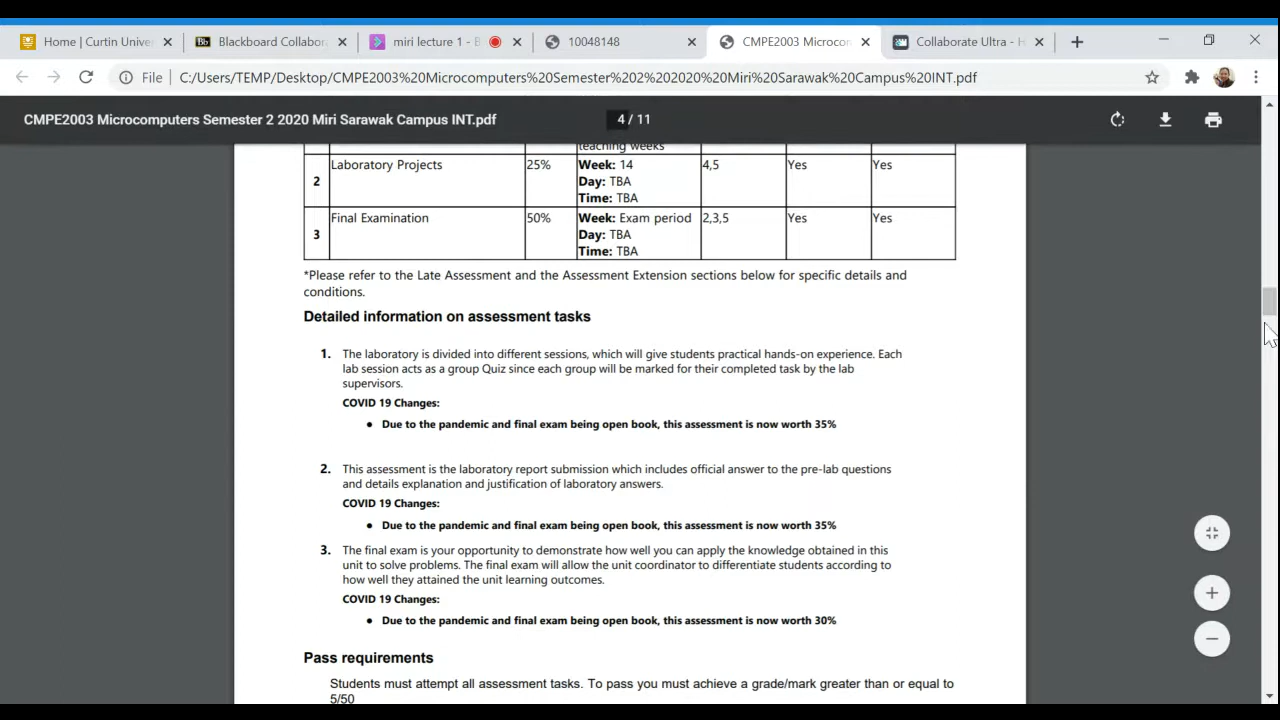 Home | Curtin Univer
Blackboard Collabor
miri lecture 1 - B
10048148
CMPE2003 Microcon
Collaborate Ultra - H
File
C:/Users/TEMP/Desktop/CMPE2003%20Microcomputers%20Semester%202%202020%20Miri%20Sarawak%20Campus%20INT.pdf
CMPE2003 Microcomputers Semester 2 2020 Miri Sarawak Campus INT.pdf
4 / 11
teaching weeks
2 Laboratory Projects 25% Week: 14 4,5 Yes Yes
Day: TBA
Time: TBA
3 Final Examination 50% Week: Exam period 2,3,5 Yes Yes
Day: TBA
Time: TBA
*Please refer to the Late Assessment and the Assessment Extension sections below for specific details and
conditions.
Detailed information on assessment tasks
1. The laboratory is divided into different sessions, which will give students practical hands-on experience. Each
lab session acts as a group Quiz since each group will be marked for their completed task by the lab
supervisors.
COVID 19 Changes:
• Due to the pandemic and final exam being open book, this assessment is now worth 35%
2. This assessment is the laboratory report submission which includes official answer to the pre-lab questions
and details explanation and justification of laboratory answers.
COVID 19 Changes:
• Due to the pandemic and final exam being open book, this assessment is now worth 35%
3. The final exam is your opportunity to demonstrate how well you can apply the knowledge obtained in this
unit to solve problems. The final exam will allow the unit coordinator to differentiate students according to
how well they attained the unit learning outcomes.
COVID 19 Changes:
• Due to the pandemic and final exam being open book, this assessment is now worth 30%
Pass requirements
Students must attempt all assessment tasks. To pass you must achieve a grade/mark greater than or equal to
5/50